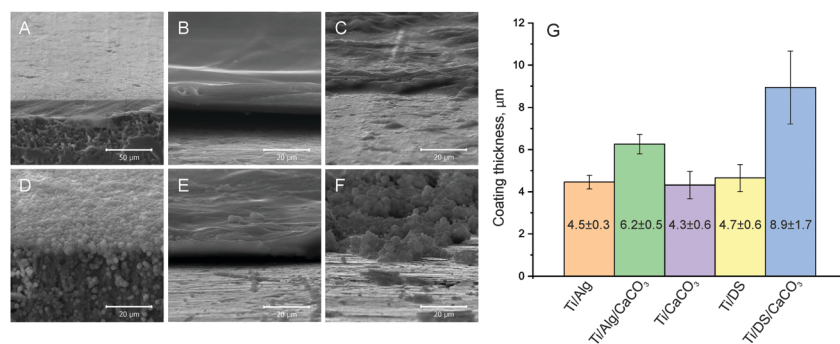 A
B
C
50 µm
20 µm
20 µm
D
E
F
20 µm
20 µm
20 µm
G
Coating thickness, µm
12
10
8
6
4
2
0
4.5±0.3
6.2±0.5
4.3±0.6
4.7±0.6
8.9±1.7
Ti/Alg
Ti/Alg/CaCO₃
Ti/CaCO₃
Ti/DS
Ti/DS/CaCO₃